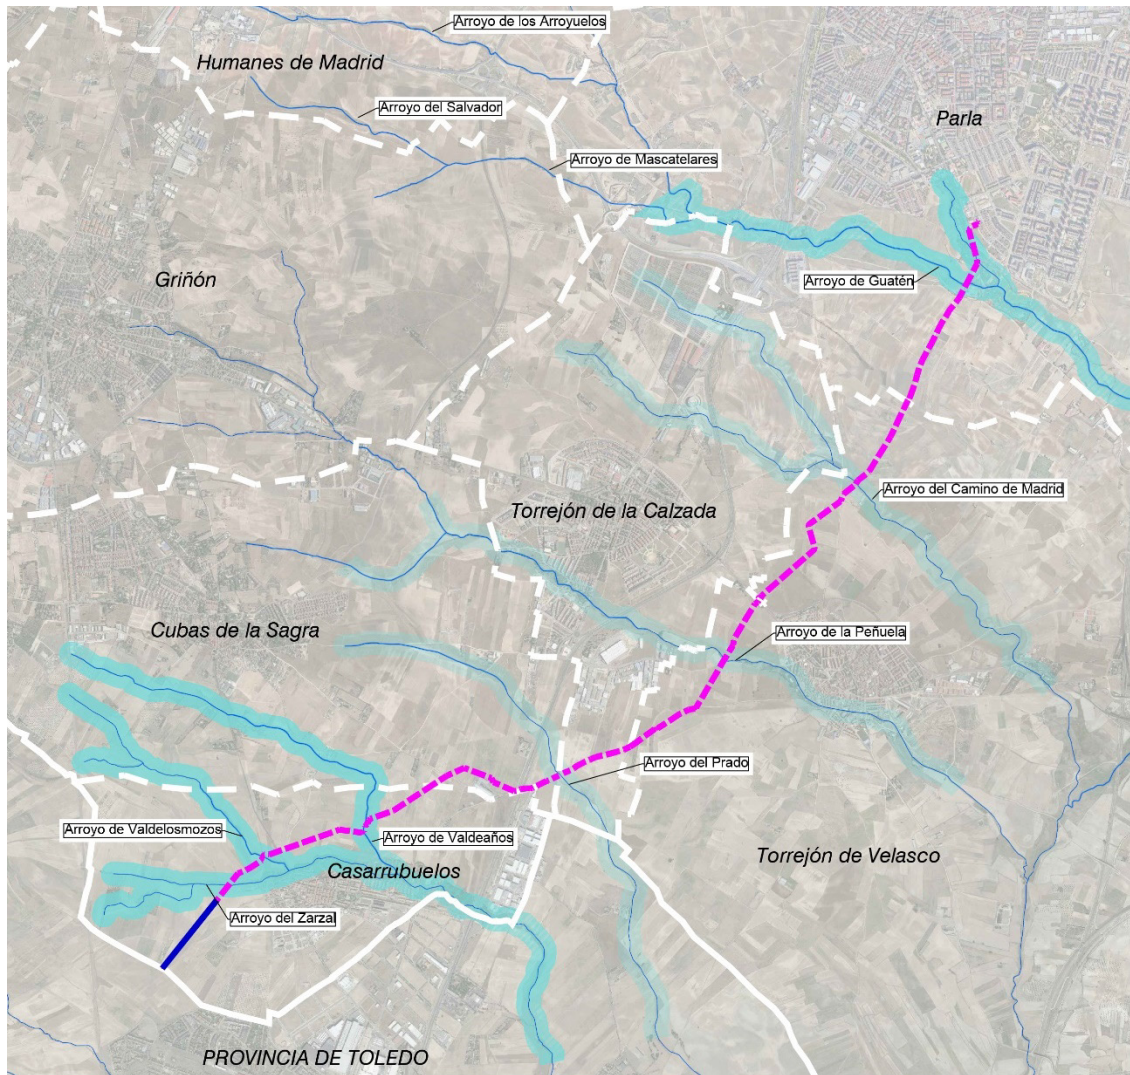 Arroyo de los Arroyuelos
Humanes de Madrid
Arroyo del Salvador
Parla
Arroyo de Mascatelares
Griñón
Arroyo de Guatén
Arroyo del Camino de Madrid
Torrejón de la Calzada
Cubas de la Sagra
Arroyo de la Peñuela
Arroyo del Prado
Arroyo de Valdelosmozos
Arroyo de Valdeaños
Casarrubuelos
Torrejón de Velasco
Arroyo del Zarzal
PROVINCIA DE TOLEDO